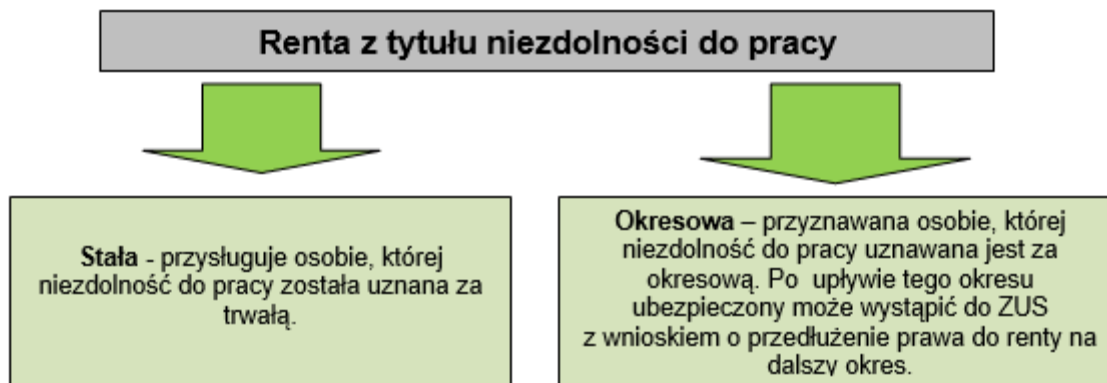 Renta z tytułu niezdolności do pracy
Stała - przysługuje osobie, której
niezdolność do pracy została uznana za
trwałą.
Okresowa – przyznawana osobie, której
niezdolność do pracy uznawana jest za
okresową. Po upływie tego okresu
ubezpieczony może wystąpić do ZUS
z wnioskiem o przedłużenie prawa do renty na
dalszy okres.